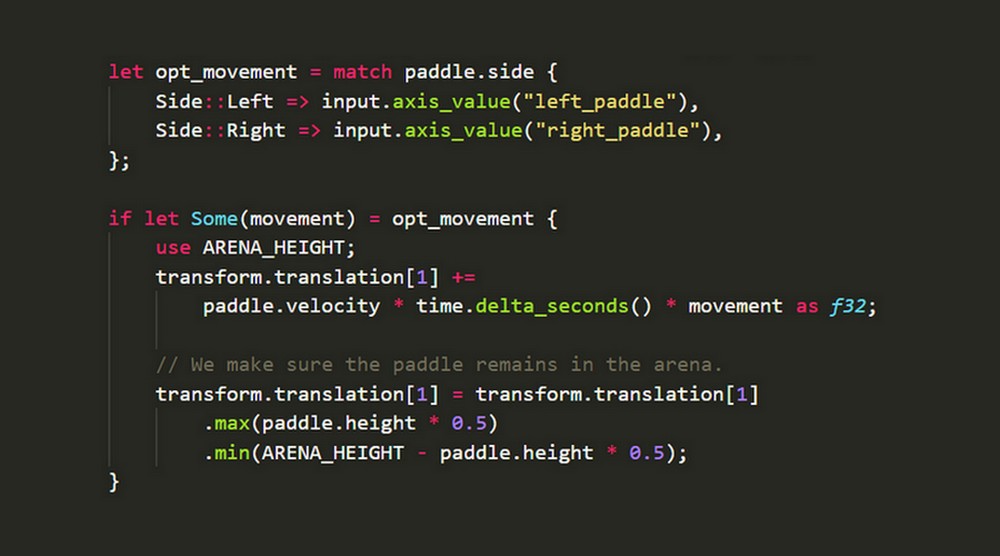 let opt_movement = match paddle.side {
    Side::Left => input.axis_value("left_paddle"),
    Side::Right => input.axis_value("right_paddle"),
};

if let Some(movement) = opt_movement {
    use ARENA_HEIGHT;
    transform.translation[1] +=
        paddle.velocity * time.delta_seconds() * movement as f32;

    // We make sure the paddle remains in the arena.
    transform.translation[1] = transform.translation[1]
        .max(paddle.height * 0.5)
        .min(ARENA_HEIGHT - paddle.height * 0.5);
}